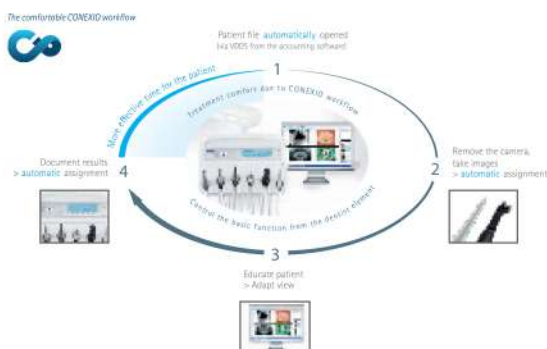 The comfortable CONEXIO workflow
Patient file automatically opened
(via VDDS from the accounting software)
1
More effective time for the patient
Treatment comfort due to CONEXIO workflow
Document results
> automatic assignment
4
2
Remove the camera,
take images
> automatic assignment
Control the basic function from the dentist element
3
Educate patient
> Adapt view